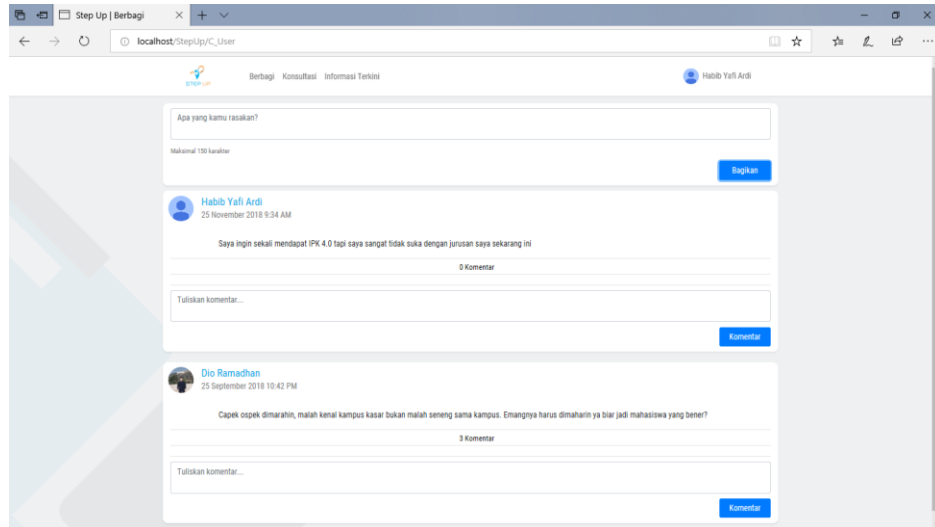 Step Up | Berbagi
localhost/StepUp/C_User
STEP UP
Berbagi Konsultasi Informasi Terkini
Habib Yafi Ardi
Apa yang kamu rasakan?
Maksimal 150 karakter
Bagikan
Habib Yafi Ardi
25 November 2018 9:34 AM
Saya ingin sekali mendapat IPK 4.0 tapi saya sangat tidak suka dengan jurusan saya sekarang ini
0 Komentar
Tuliskan komentar...
Komentar
Dio Ramadhan
25 September 2018 10:42 PM
Capek ospek dimarahin, malah kenal kampus kasar bukan malah seneng sama kampus. Emangnya harus dimaharin ya biar jadi mahasiswa yang bener?
3 Komentar
Tuliskan komentar...
Komentar